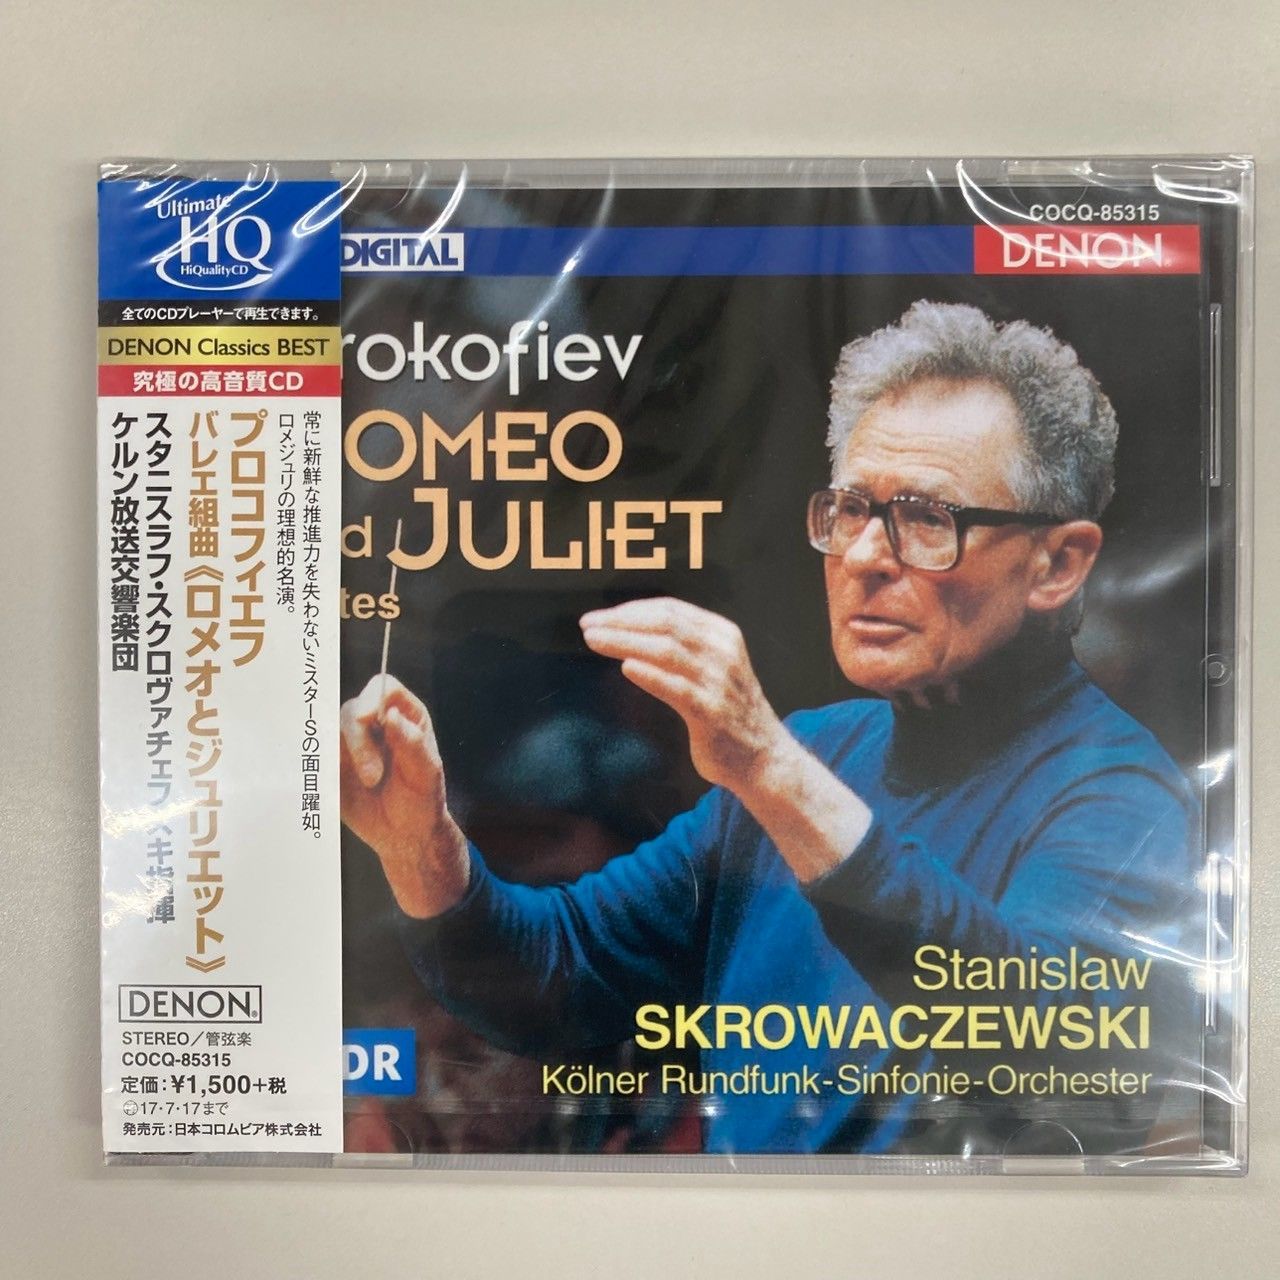 Ultimate
HQ
HiQualityCD
全てのCDプレーヤーで再生できます。
DENON Classics BEST
究極の高音質CD
常に新鮮な推進力を失わないミスターSの面目躍如。
ロメジュリの理想的名演。
プロコフィエフ
バレエ組曲《ロメオとジュリエット》
スタニスラフ・スクロヴァチェフスキ指揮
ケルン放送交響楽団
DENON
STEREO/管弦楽
COCQ-85315
定価:¥1,500+税
17・7・17まで
発売元:日本コロムビア株式会社
COCQ-85315
DIGITAL
DENON
rokofiev
OMEO
d JULIET
tes
Stanislaw
SKROWACZEWSKI
Kölner Rundfunk-Sinfonie-Orchester
DR